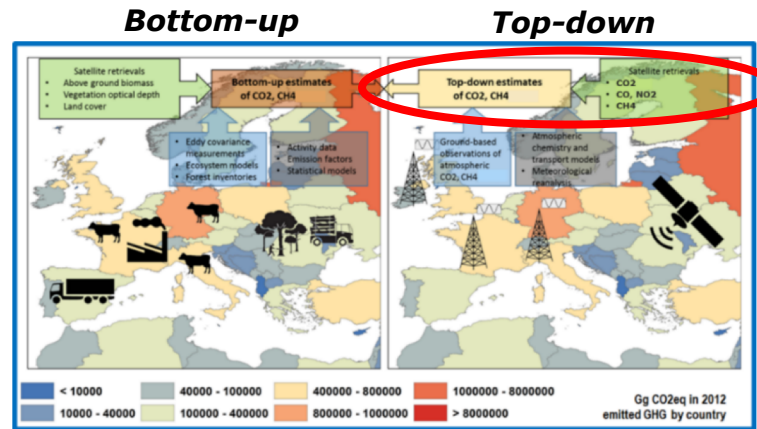 Bottom-up
Top-down
Satellite retrievals
• Above ground biomass
• Vegetation optical depth
• Land cover
Bottom-up estimates
of CO2, CH4
• Eddy covariance
measurements
• Ecosystem models
• Forest inventories
• Activity data
• Emission factors
• Statistical models
Top-down estimates
of CO2, CH4
Satellite retrievals
• CO2
• CO, NO2
• CH4
Ground-based
observations of
atmospheric
CO2, CH4
• Atmospheric
chemistry and
transport models
• Meteorological
reanalysis
< 10000
10000 - 40000
40000 - 100000
100000 - 400000
400000 - 800000
800000 - 1000000
1000000 - 8000000
> 8000000
Gg CO2eq in 2012
emitted GHG by country